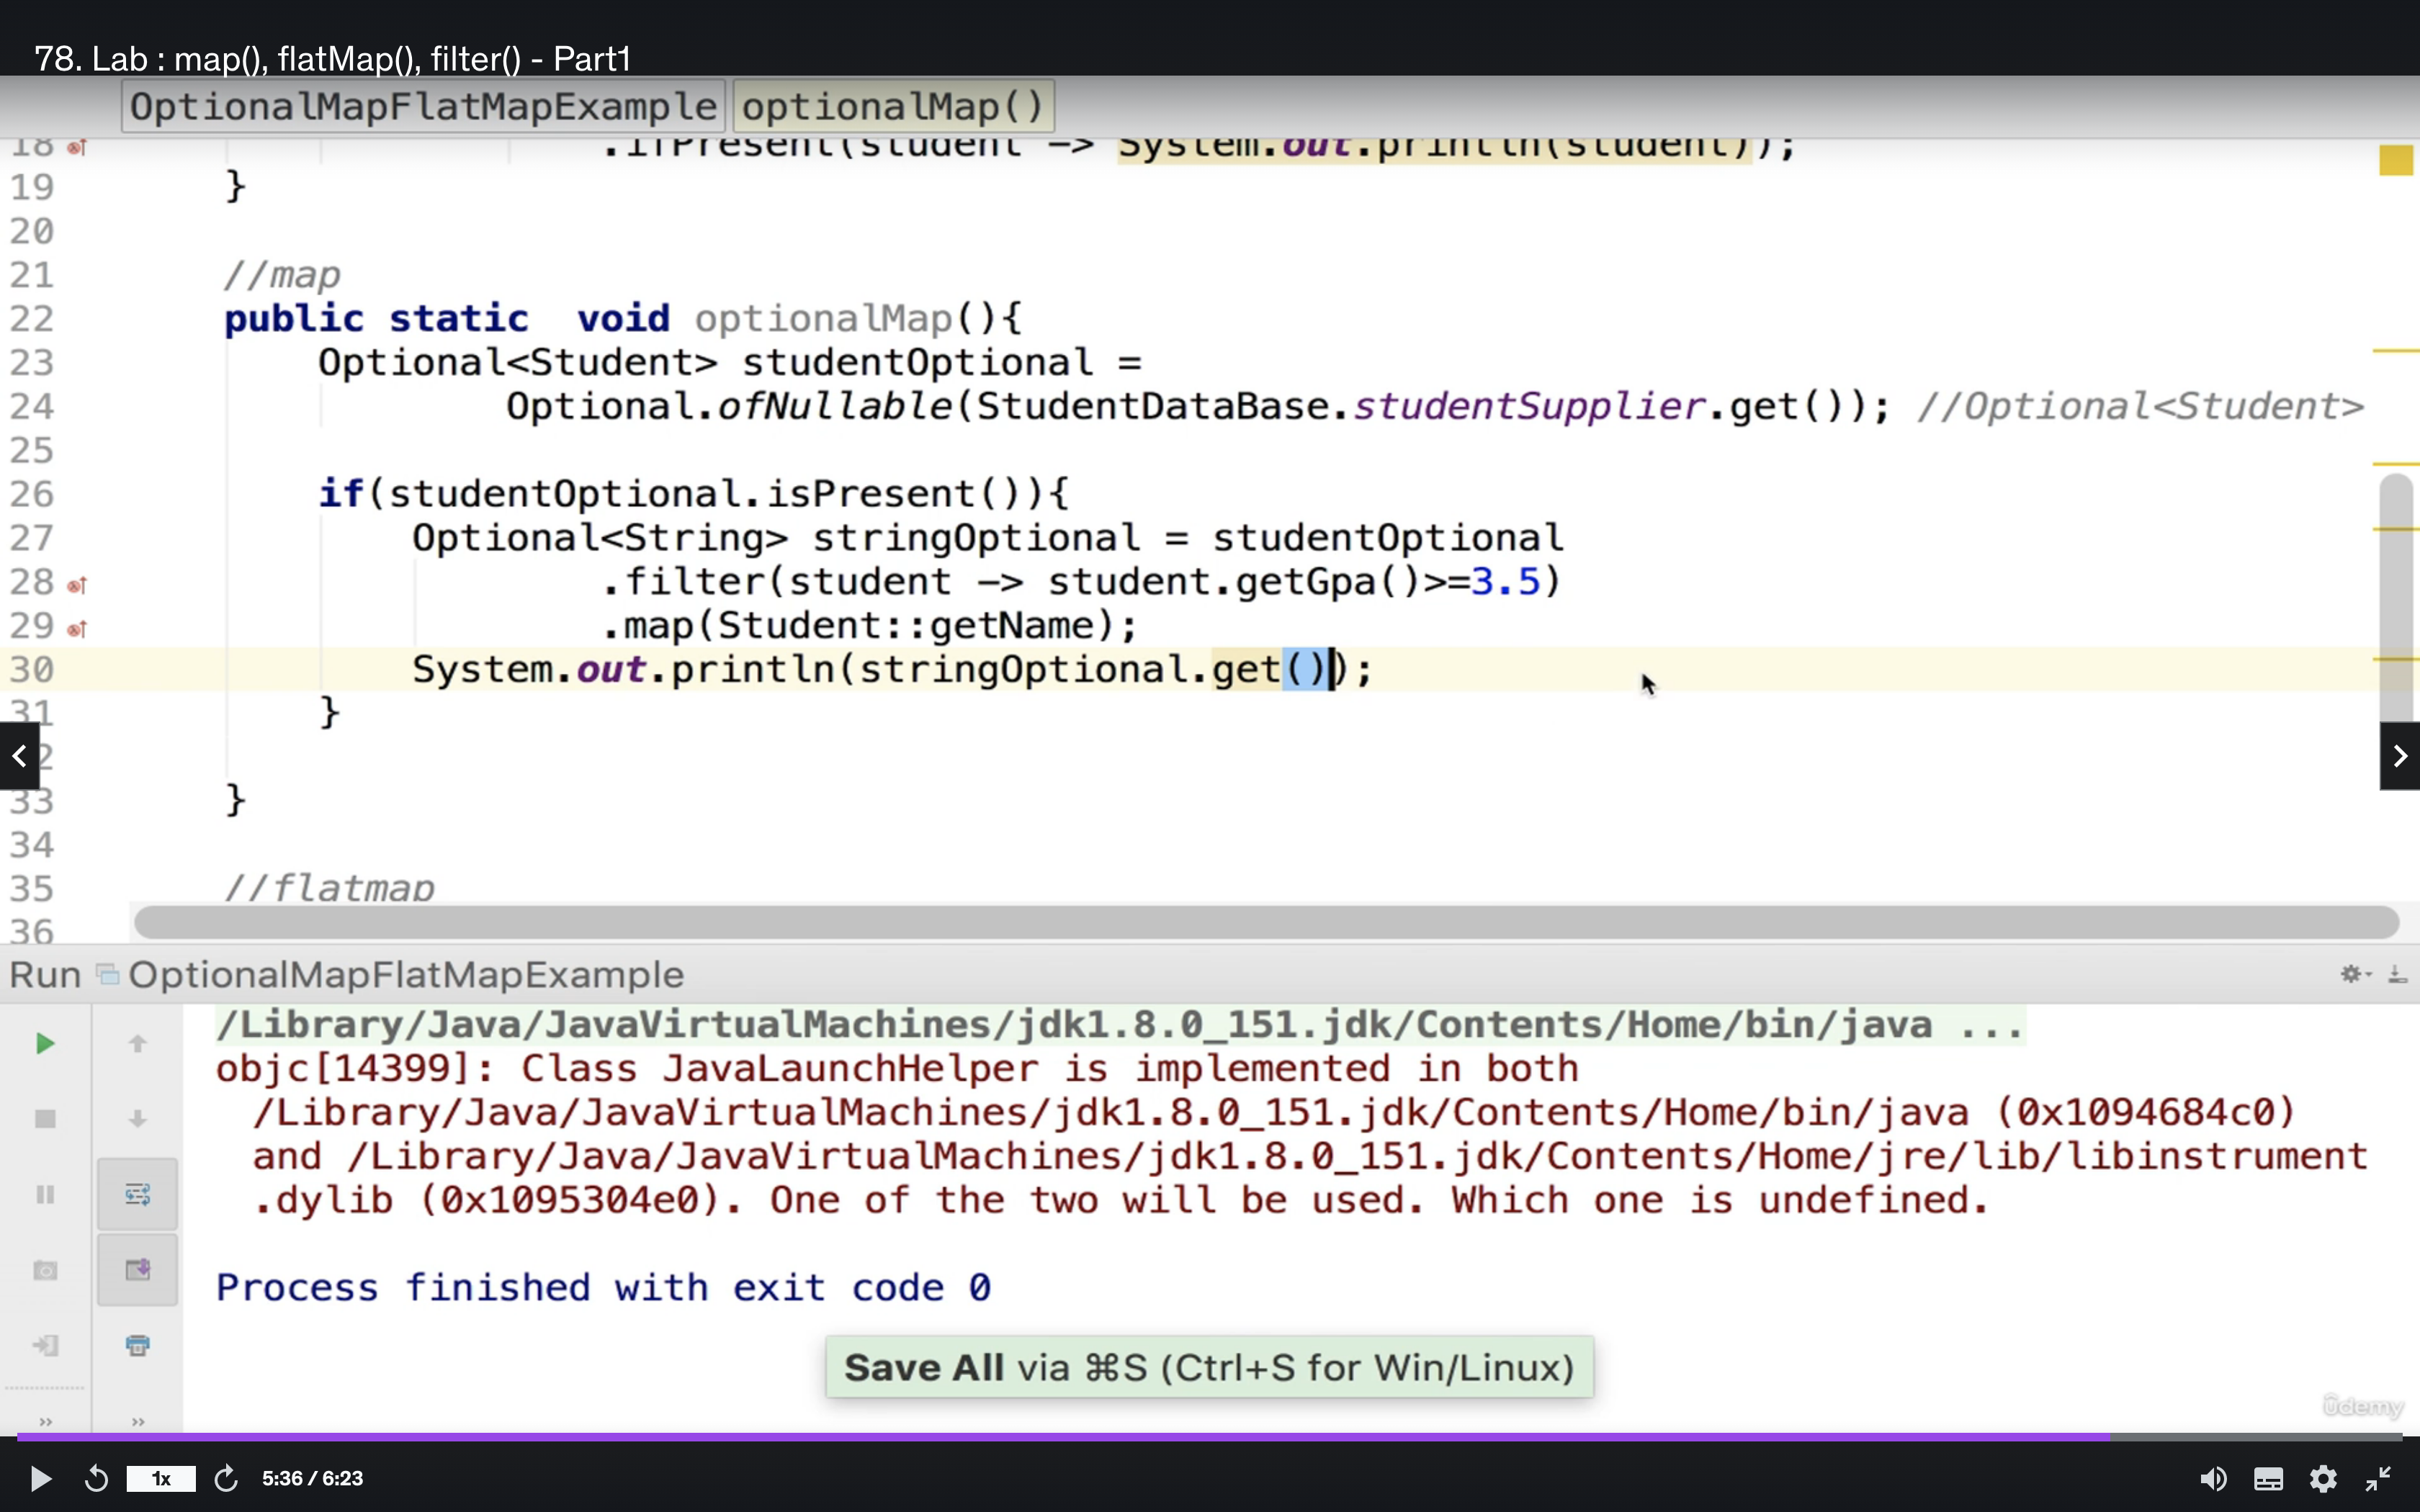 78. Lab : map(), flatMap(), filter() - Part1
OptionalMapFlatMapExample optionalMap()
18 .ifPresent(student -> System.out.println(student));
19 }
20
21 //map
22 public static  void optionalMap(){
23 Optional<Student> studentOptional =
24 Optional.ofNullable(StudentDataBase.studentSupplier.get()); //Optional<Student>
25
26 if(studentOptional.isPresent()){
27 Optional<String> stringOptional = studentOptional
28 .filter(student -> student.getGpa()>=3.5)
29 .map(Student::getName);
30 System.out.println(stringOptional.get());
31 }
2
33 }
34
35 //flatmap
36
Run OptionalMapFlatMapExample
/Library/Java/JavaVirtualMachines/jdk1.8.0_151.jdk/Contents/Home/bin/java ...
objc[14399]: Class JavaLaunchHelper is implemented in both
/Library/Java/JavaVirtualMachines/jdk1.8.0_151.jdk/Contents/Home/bin/java (0x1094684c0)
and /Library/Java/JavaVirtualMachines/jdk1.8.0_151.jdk/Contents/Home/jre/lib/libinstrument
.dylib (0x1095304e0). One of the two will be used. Which one is undefined.
Process finished with exit code 0
Save All via ⌘S (Ctrl+S for Win/Linux)
ûdemy
1x 5:36 / 6:23